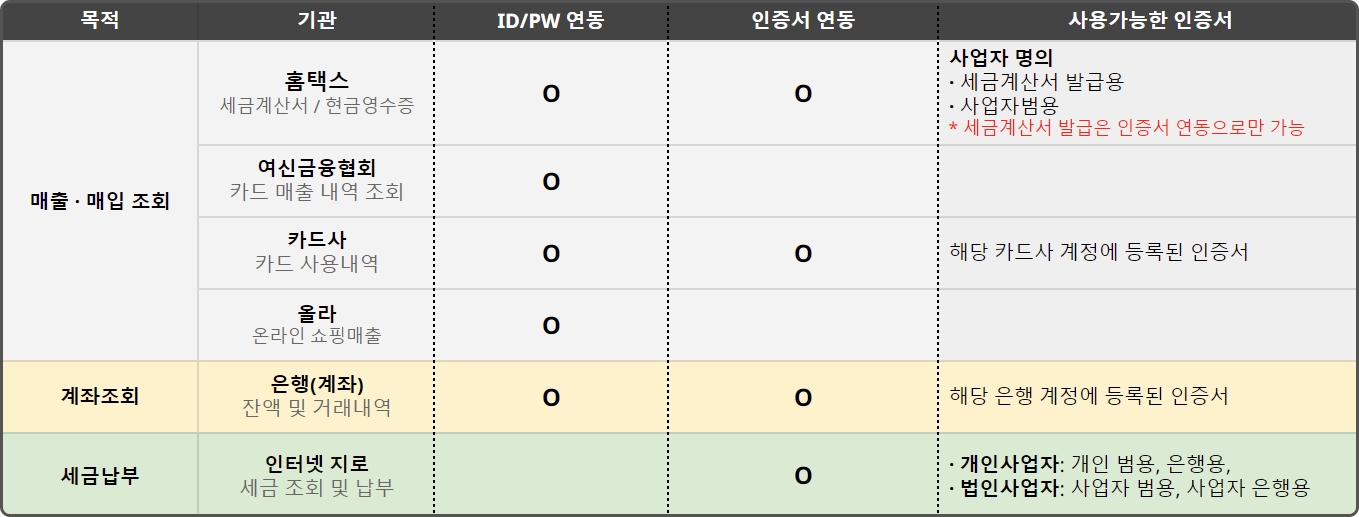 목적 기관 ID/PW 연동 인증서 연동 사용가능한 인증서
매출 · 매입 조회
홈택스
세금계산서 / 현금영수증
O O
사업자 명의
· 세금계산서 발급용
· 사업자범용
* 세금계산서 발급은 인증서 연동으로만 가능
여신금융협회
카드 매출 내역 조회
O
카드사
카드 사용내역
O O
해당 카드사 계정에 등록된 인증서
올라
온라인 쇼핑매출
O
계좌조회
은행(계좌)
잔액 및 거래내역
O O
해당 은행 계정에 등록된 인증서
세금납부
인터넷 지로
세금 조회 및 납부
O
· 개인사업자: 개인 범용, 은행용,
· 법인사업자: 사업자 범용, 사업자 은행용